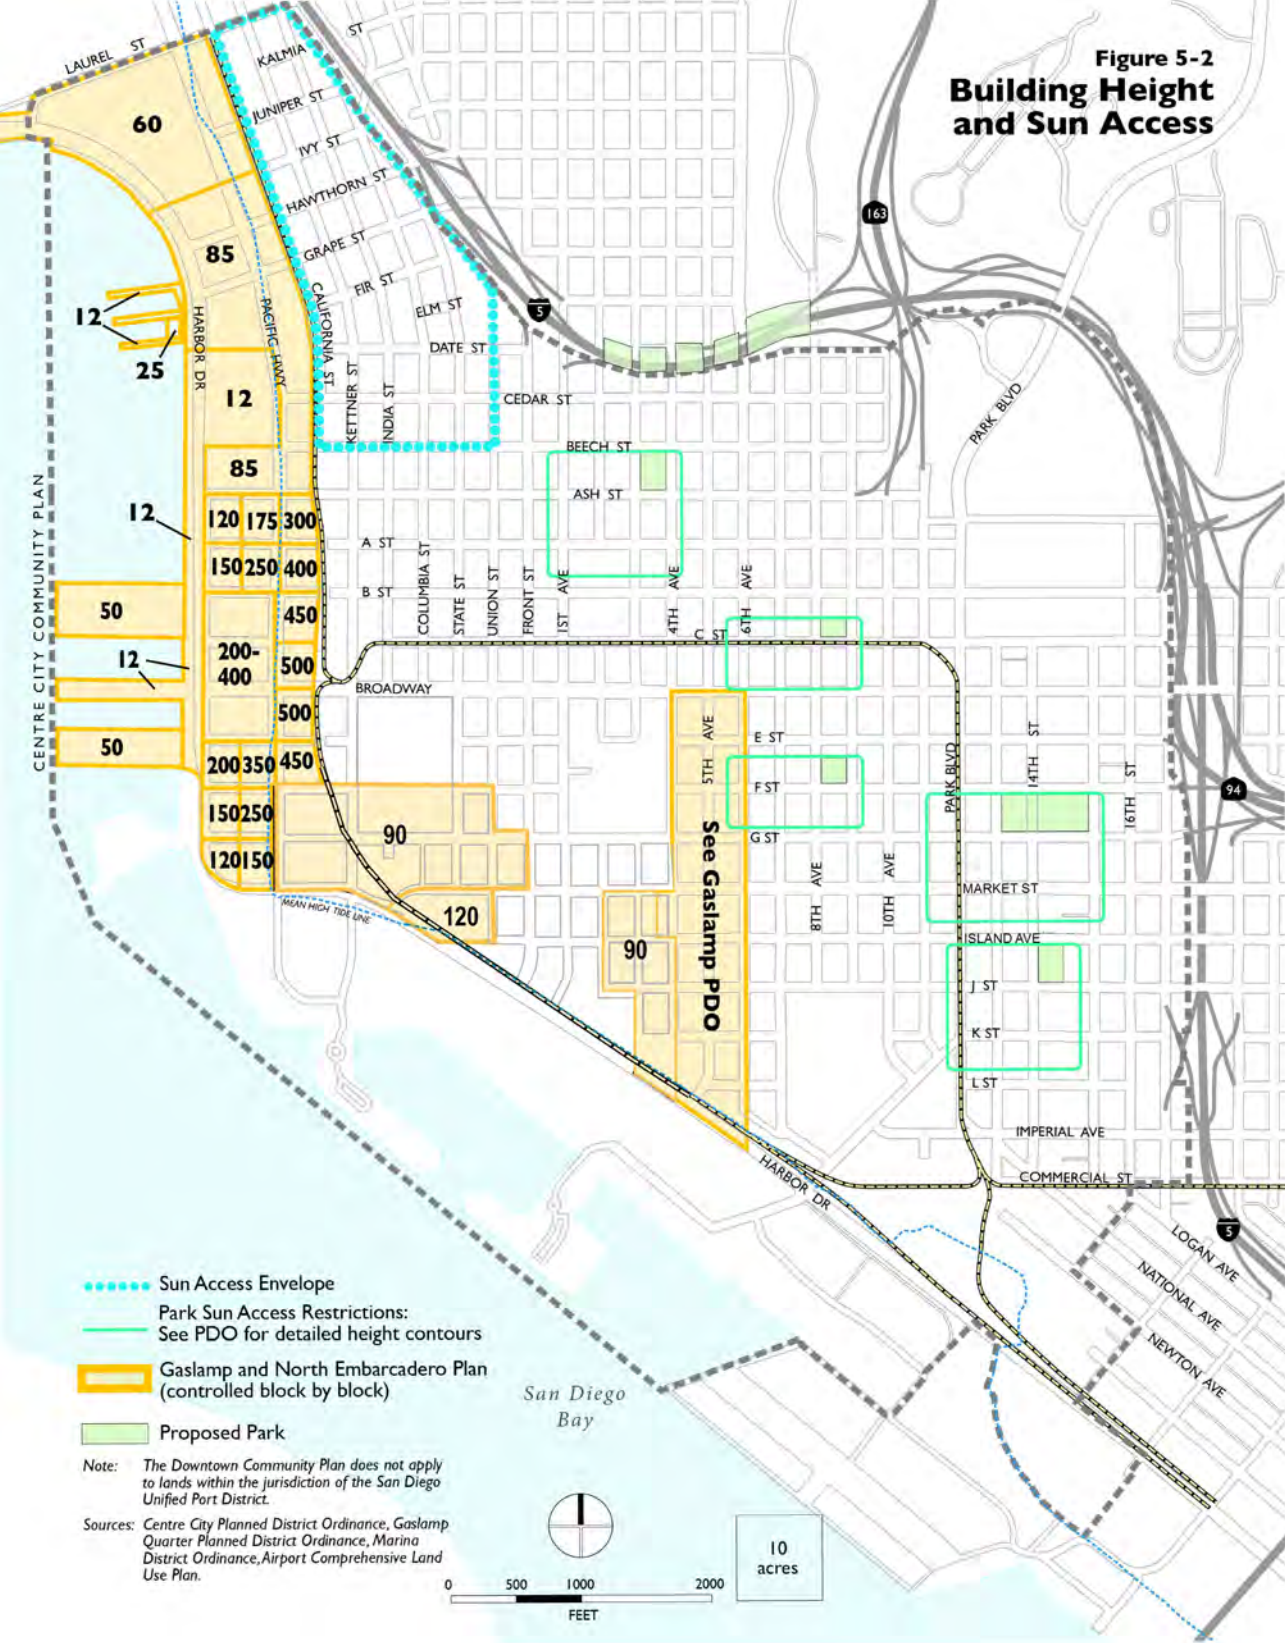 Figure 5-2
Building Height
and Sun Access
LAUREL ST
ST
KALMIA
JUNIPER ST
IVY ST
HAWTHORN ST
GRAPE ST
FIR ST
ELM ST
DATE ST
CEDAR ST
BEECH ST
ASH ST
A ST
B ST
C ST
BROADWAY
E ST
F ST
G ST
MARKET ST
ISLAND AVE
J ST
K ST
L ST
IMPERIAL AVE
COMMERCIAL ST
LOGAN AVE
NATIONAL AVE
NEWTON AVE
HARBOR DR
PACIFIC HWY
CALIFORNIA ST
KETTNER ST
INDIA ST
COLUMBIA ST
STATE ST
UNION ST
FRONT ST
1ST AVE
4TH AVE
6TH AVE
5TH AVE
8TH AVE
10TH AVE
PARK BLVD
PARK BLVD
14TH ST
16TH ST
HARBOR DR
MEAN HIGH TIDE LINE
CENTRE CITY COMMUNITY PLAN
163
5
94
5
60
85
12
25
12
85
12
120 175 300
150 250 400
50
450
12
200-
400
500
500
50
200 350 450
150 250
90
120 150
120
90
See Gaslamp PDO
Sun Access Envelope
Park Sun Access Restrictions:
See PDO for detailed height contours
Gaslamp and North Embarcadero Plan
(controlled block by block)
Proposed Park
Note: The Downtown Community Plan does not apply
to lands within the jurisdiction of the San Diego
Unified Port District.
Sources: Centre City Planned District Ordinance, Gaslamp
Quarter Planned District Ordinance, Marina
District Ordinance, Airport Comprehensive Land
Use Plan.
San Diego
Bay
10
acres
0 500 1000 2000
FEET